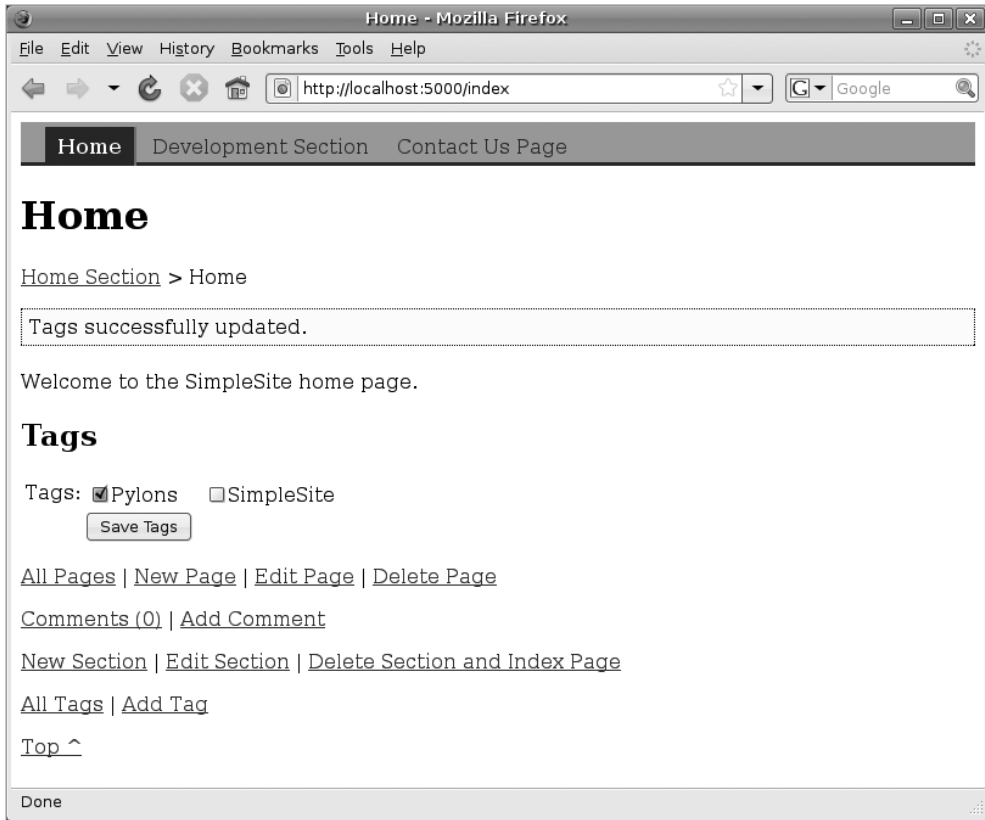 Home - Mozilla Firefox
File Edit View History Bookmarks Tools Help
http://localhost:5000/index G Google
Home Development Section Contact Us Page
Home
Home Section > Home
Tags successfully updated.
Welcome to the SimpleSite home page.
Tags
Tags: Pylons SimpleSite
Save Tags
All Pages | New Page | Edit Page | Delete Page
Comments (0) | Add Comment
New Section | Edit Section | Delete Section and Index Page
All Tags | Add Tag
Top ^
Done